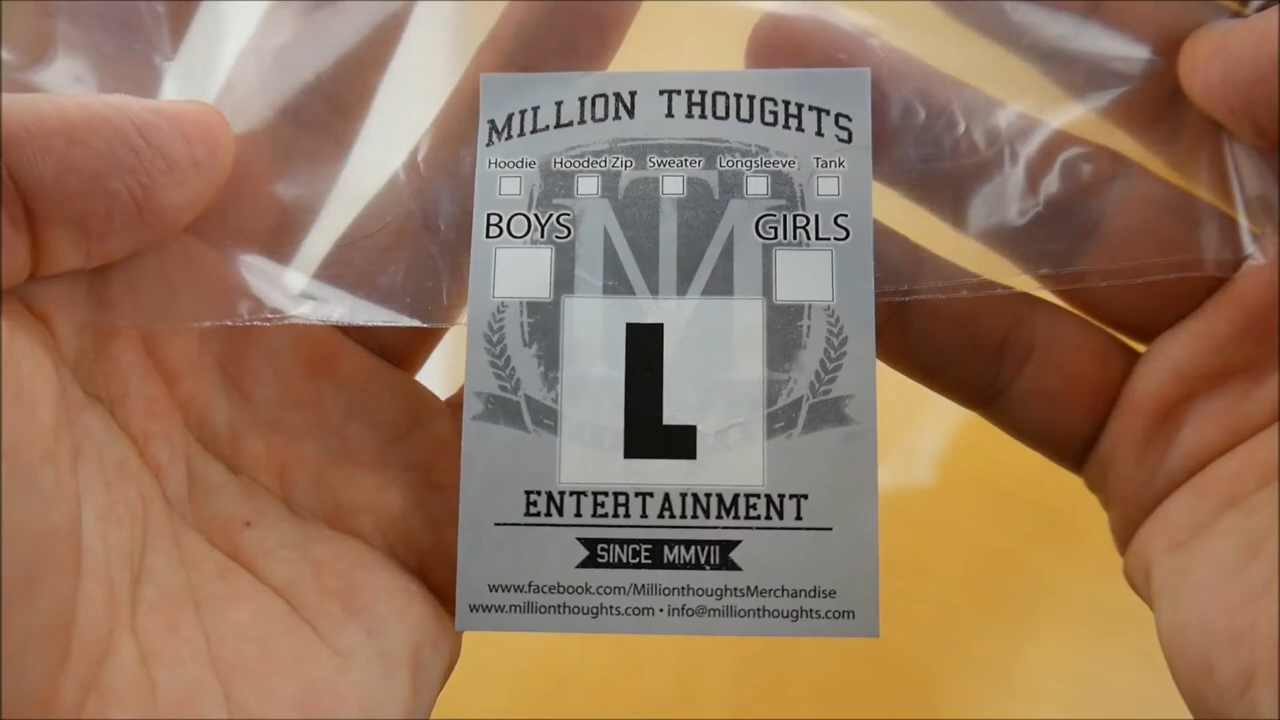 MILLION THOUGHTS
Hoodie Hooded Zip Sweater Longsleeve Tank
BOYS GIRLS
TM
L
ENTERTAINMENT
SINCE MMVII
www.facebook.com/MillionthoughtsMerchandise
www.millionthoughts.com • info@millionthoughts.com